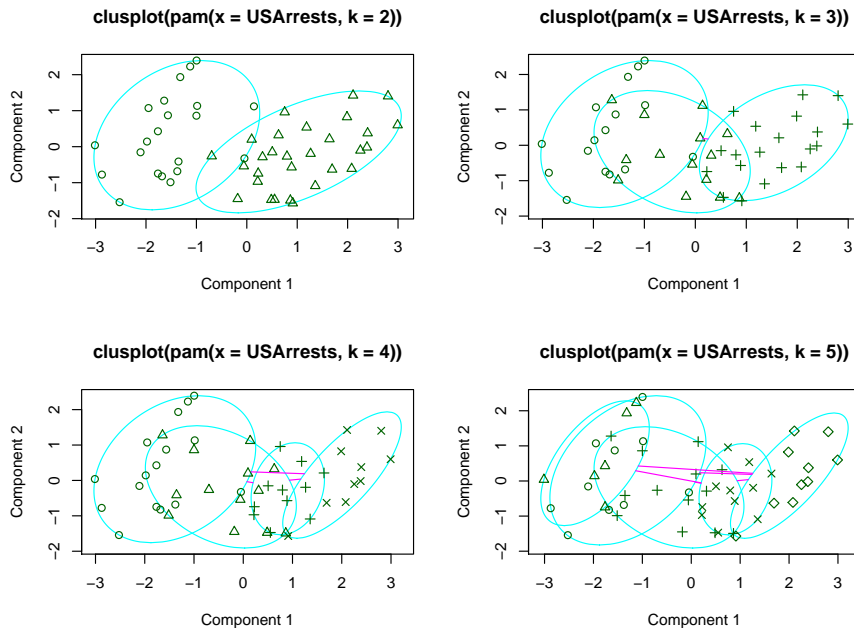 clusplot(pam(x = USArrests, k = 2))
Component 2
2
1
0
−1
−2
−3 −2 −1 0 1 2 3
Component 1
clusplot(pam(x = USArrests, k = 3))
Component 2
2
1
0
−1
−2
−3 −2 −1 0 1 2 3
Component 1
clusplot(pam(x = USArrests, k = 4))
Component 2
2
1
0
−1
−2
−3 −2 −1 0 1 2 3
Component 1
clusplot(pam(x = USArrests, k = 5))
Component 2
2
1
0
−1
−2
−3 −2 −1 0 1 2 3
Component 1